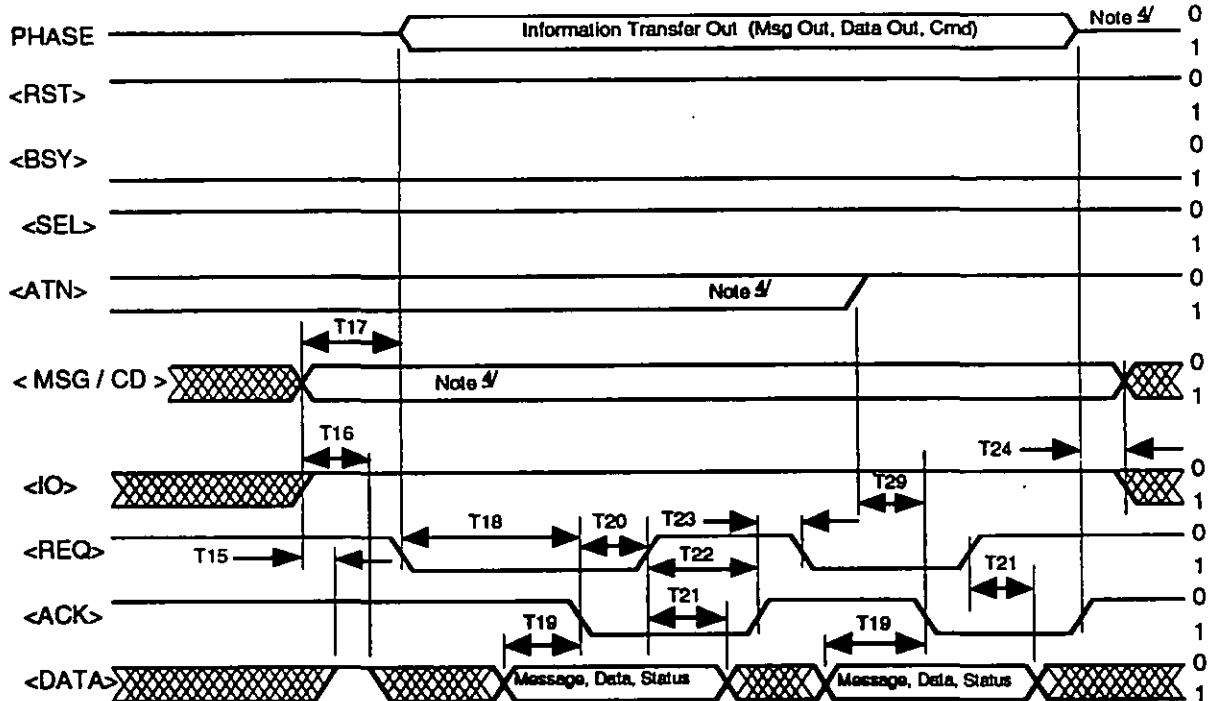 PHASE Information Transfer Out (Msg Out, Data Out, Cmd) Note 4/ 0
1
<RST> 0
1
<BSY> 0
1
<SEL> 0
1
<ATN> Note 4/ 0
1
T17
< MSG / CD > Note 4/ 0
1
T16 T24
<IO> 0
1
T29
T18 T20 T23
<REQ> 0
T15 T22 1
<ACK> T21 T21 0
T19 T19 1
<DATA> Message, Data, Status Message, Data, Status 0
1